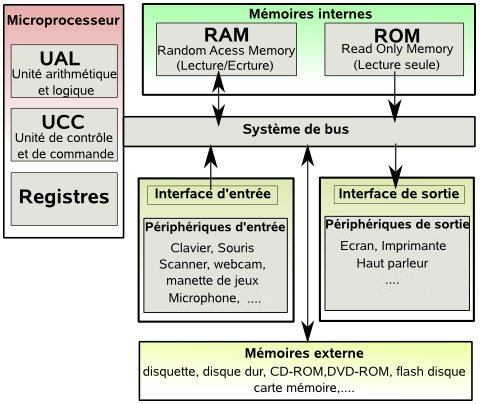 Microprocesseur
UAL
Unité arithmétique
et logique
UCC
Unité de contrôle
et de commande
Registres
Mémoires internes
RAM
Random Acess Memory
(Lecture/Ecrture)
ROM
Read Only Memory
(Lecture seule)
Système de bus
Interface d'entrée
Périphériques d'entrée
Clavier, Souris
Scanner, webcam,
manette de jeux
Microphone, ....
Interface de sortie
Périphériques de sortie
Ecran, Imprimante
Haut parleur
....
Mémoires externe
disquette, disque dur, CD-ROM,DVD-ROM, flash disque
carte mémoire,....